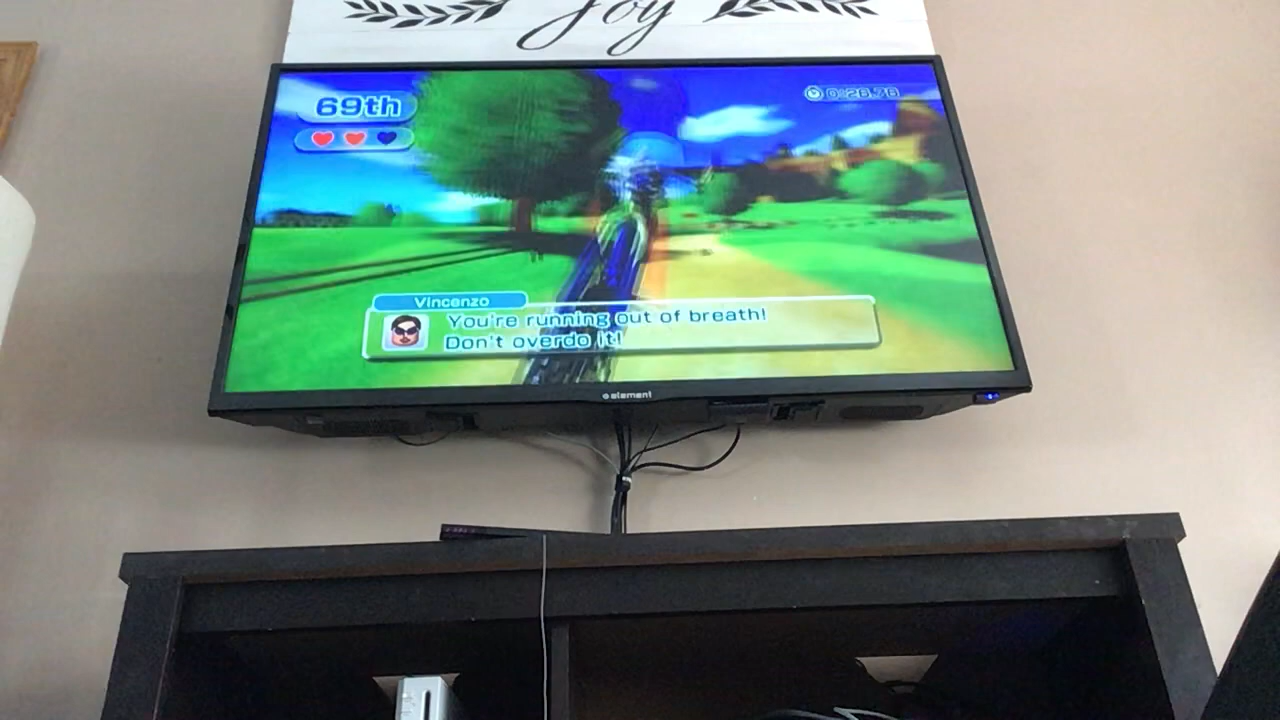 Joy
69th
0:26.78
Vincenzo
You're running out of breath!
Don't overdo it!
element